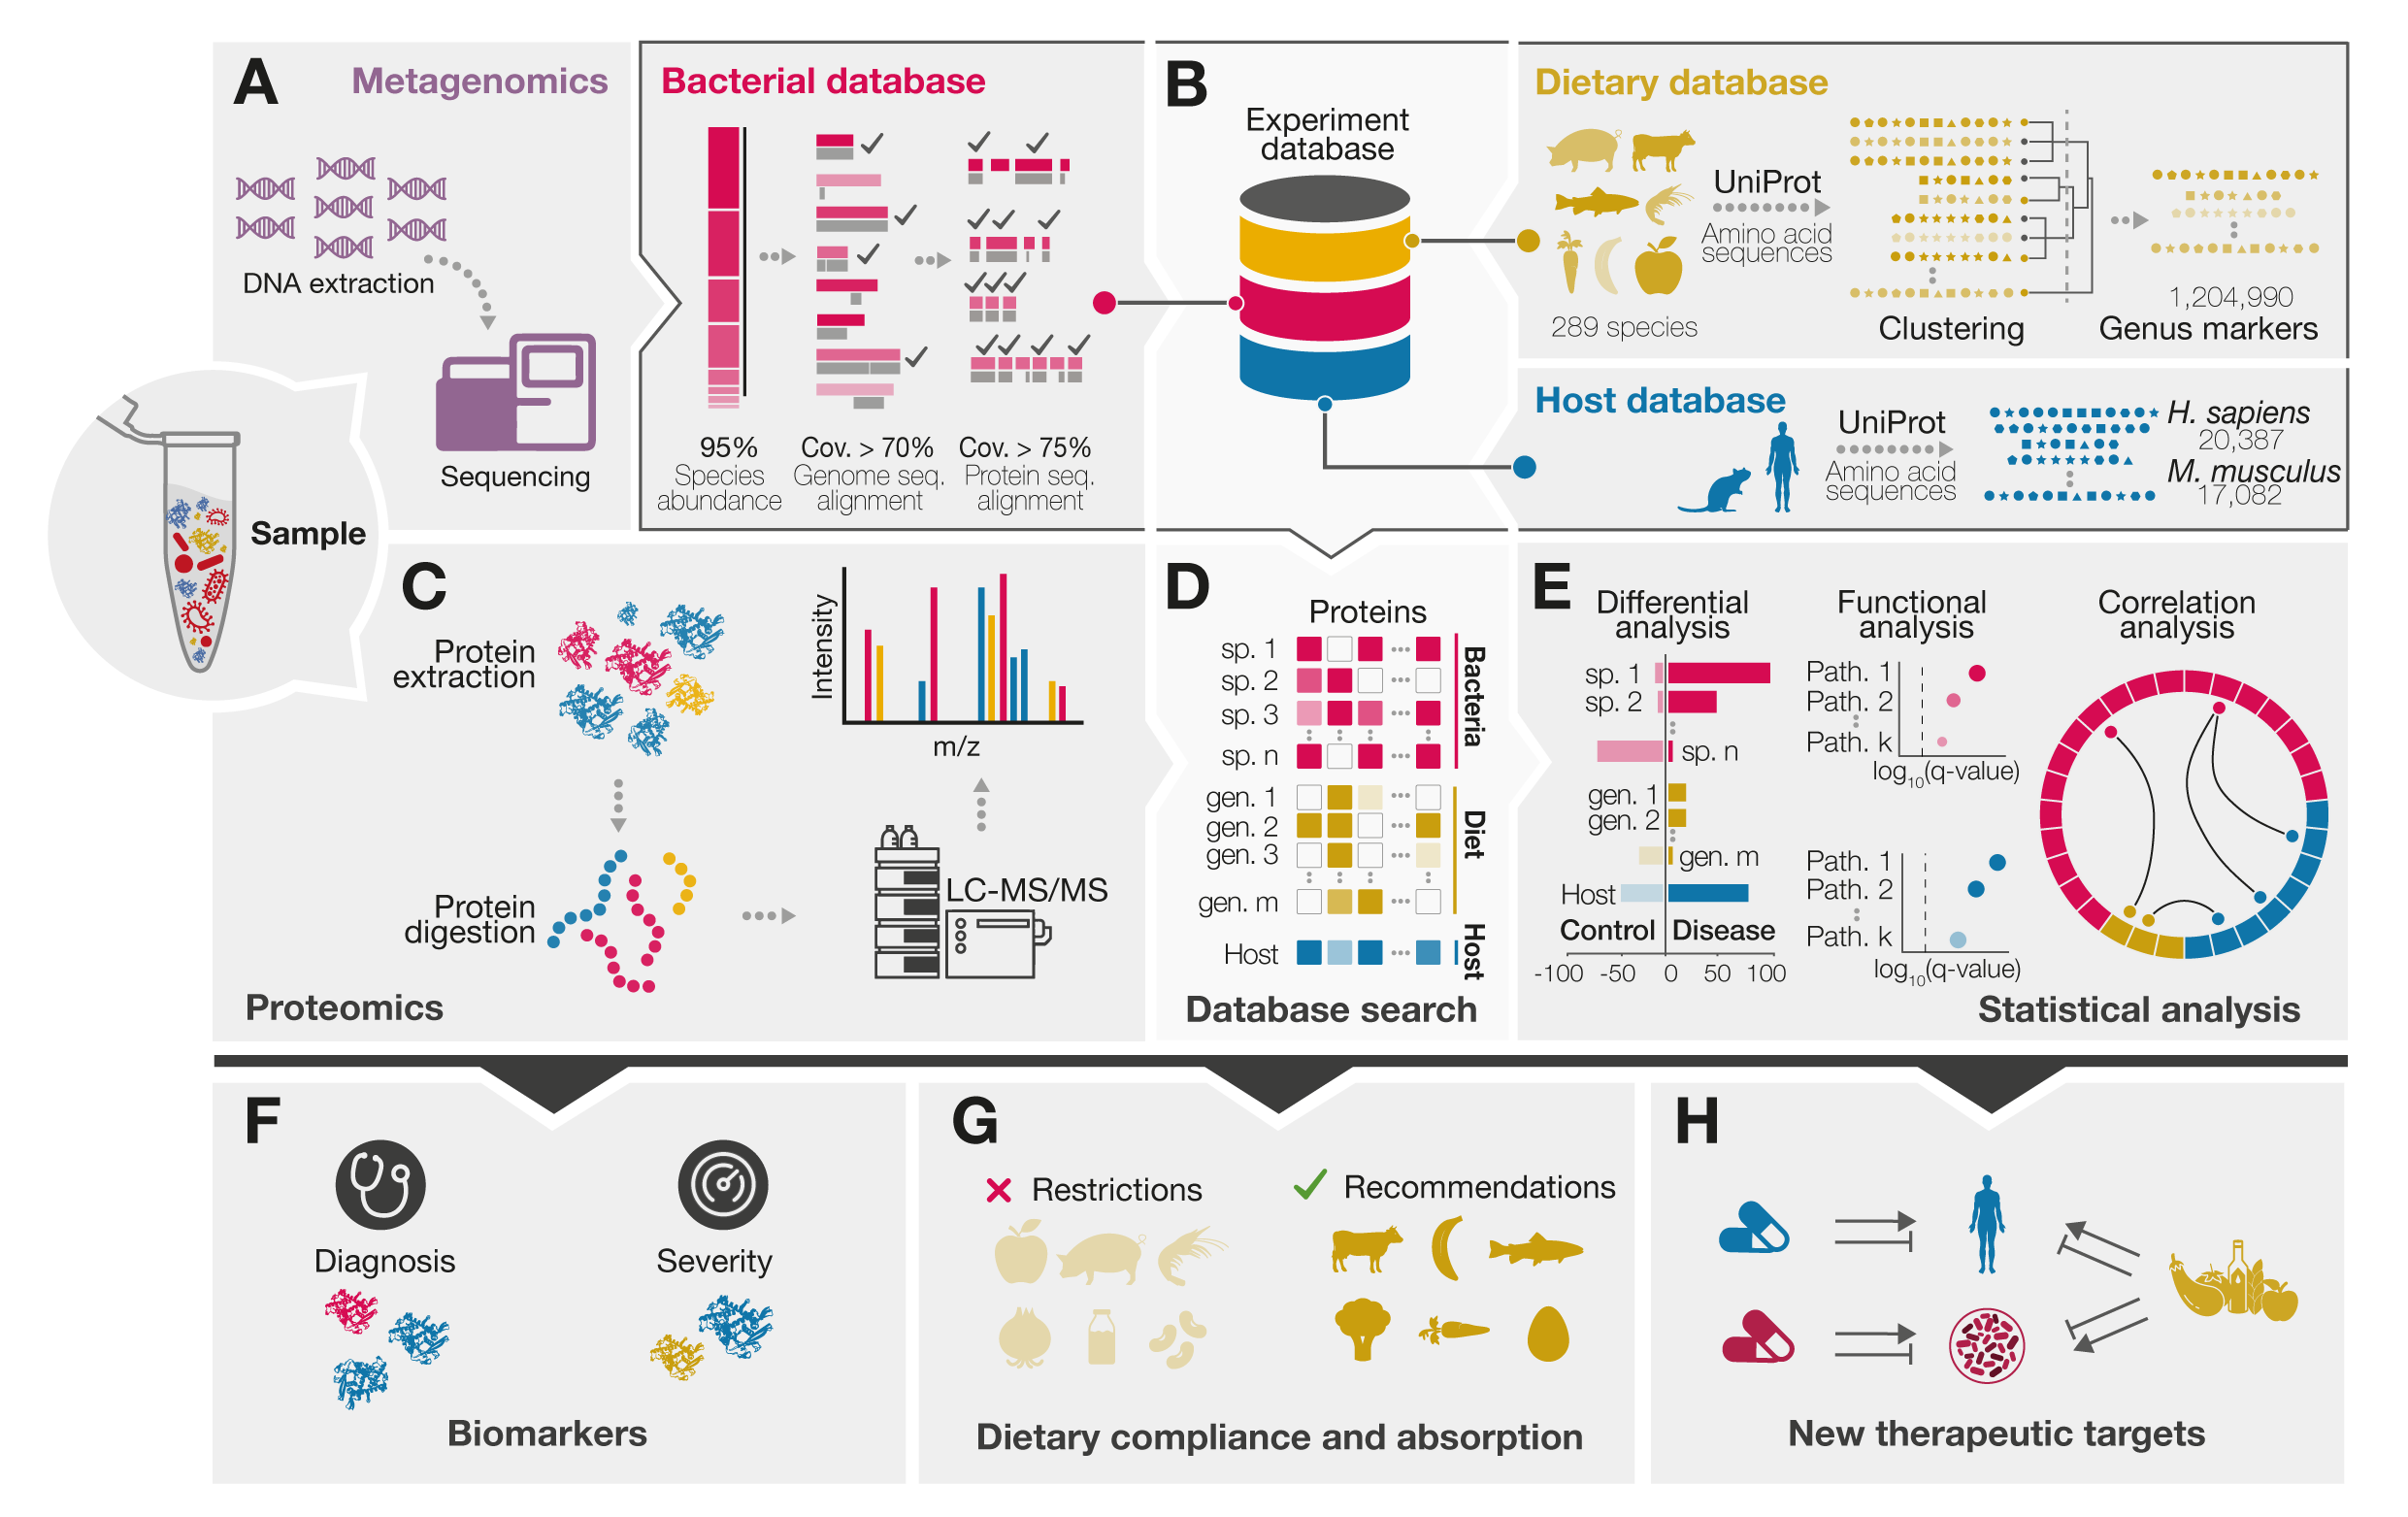 A
Metagenomics
DNA extraction
Sequencing
Sample
Bacterial database
95%
Species
abundance
Cov. > 70%
Genome seq.
alignment
Cov. > 75%
Protein seq.
alignment
B
Experiment
database
Dietary database
289 species
UniProt
Amino acid
sequences
Clustering
1,204,990
Genus markers
Host database
UniProt
Amino acid
sequences
H. sapiens
20,387
M. musculus
17,082
C
Protein
extraction
Protein
digestion
Intensity
m/z
LC-MS/MS
Proteomics
D
Proteins
sp. 1
sp. 2
sp. 3
sp. n
Bacteria
gen. 1
gen. 2
gen. 3
gen. m
Diet
Host
Host
Database search
E
Differential
analysis
sp. 1
sp. 2
sp. n
gen. 1
gen. 2
gen. m
Host
Control Disease
-100 -50 0 50 100
Functional
analysis
Path. 1
Path. 2
Path. k
log10(q-value)
Path. 1
Path. 2
Path. k
log10(q-value)
Correlation
analysis
Statistical analysis
F
Diagnosis
Severity
Biomarkers
G
Restrictions
Recommendations
Dietary compliance and absorption
H
New therapeutic targets